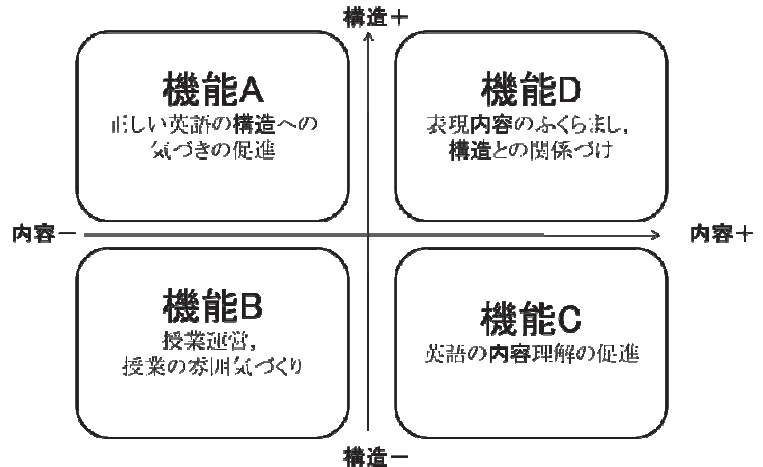 構造＋
機能A
正しい英語の構造への
気づきの促進
機能D
表現内容のふくらまし，
構造との関係づけ
内容－
内容＋
機能B
授業運営，
授業の雰囲気づくり
機能C
英語の内容理解の促進
構造－